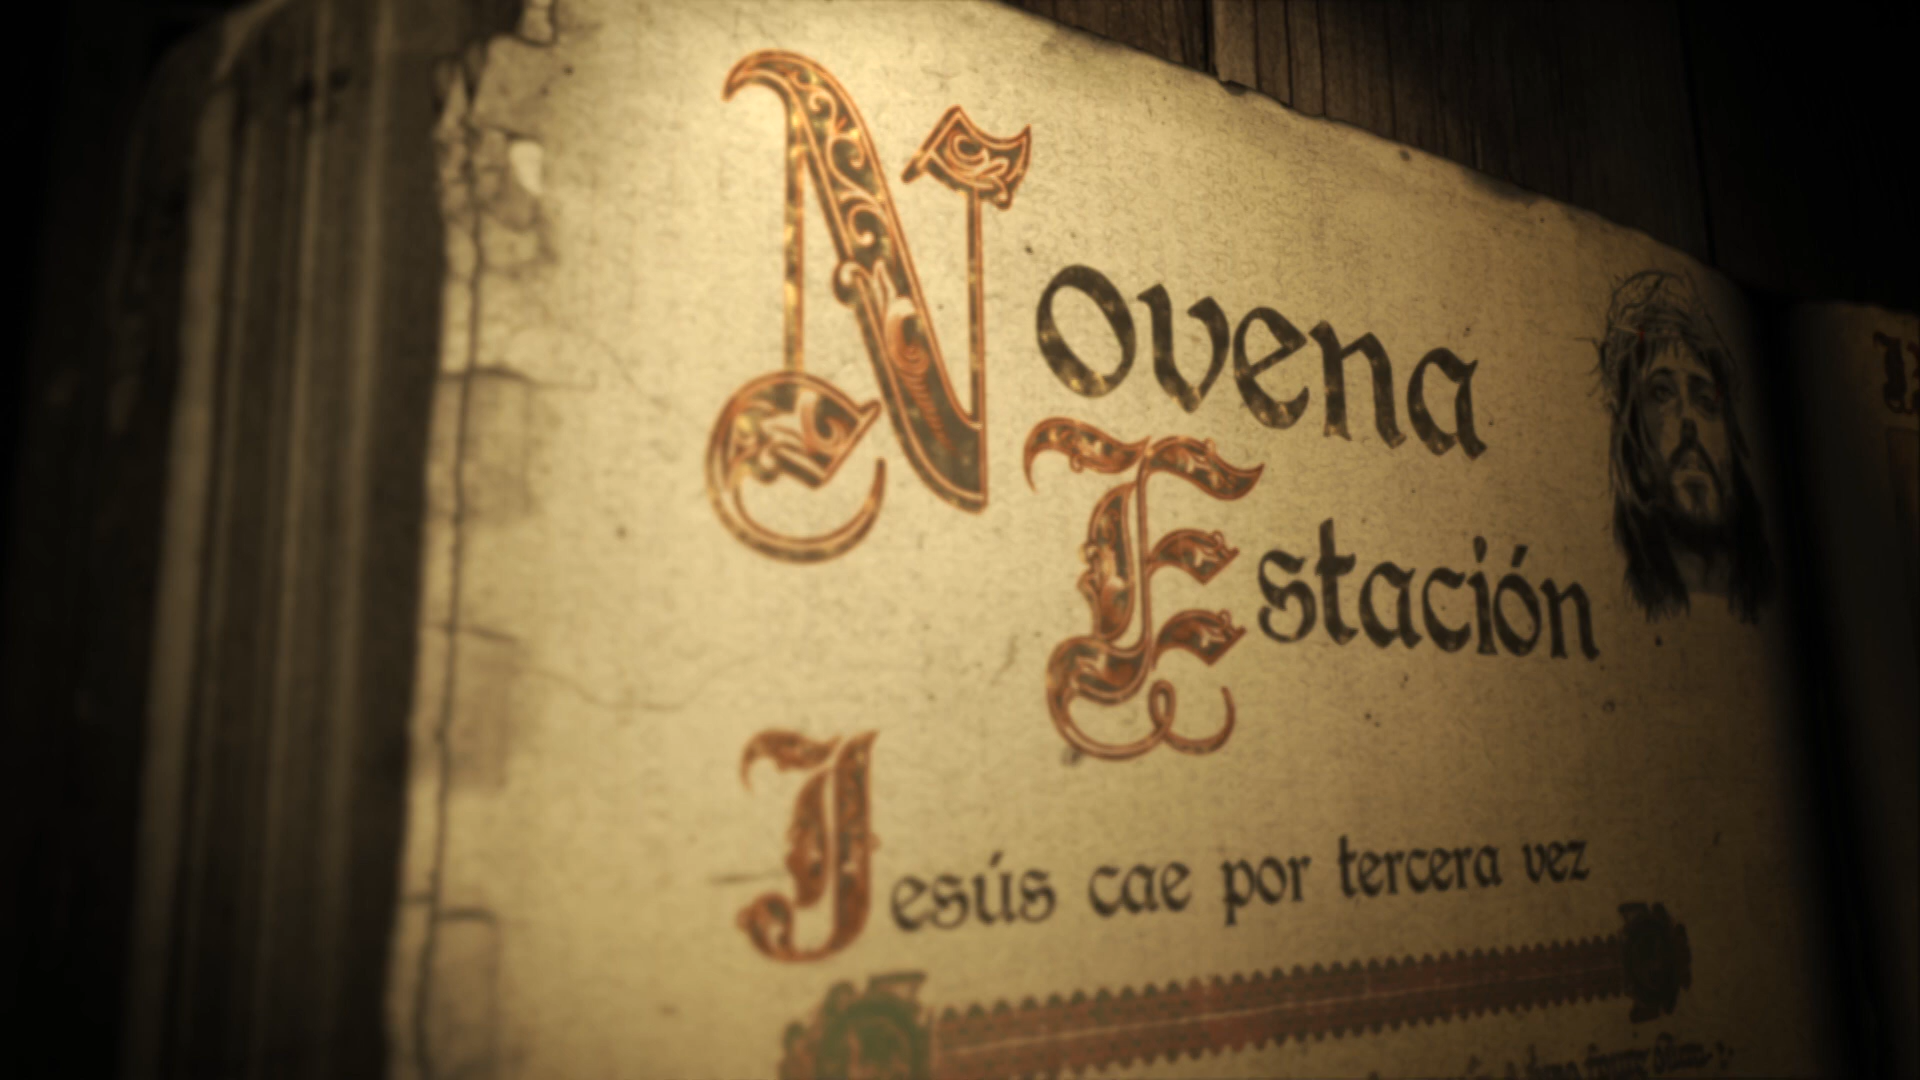 Novena
Estación
Jesús cae por tercera vez